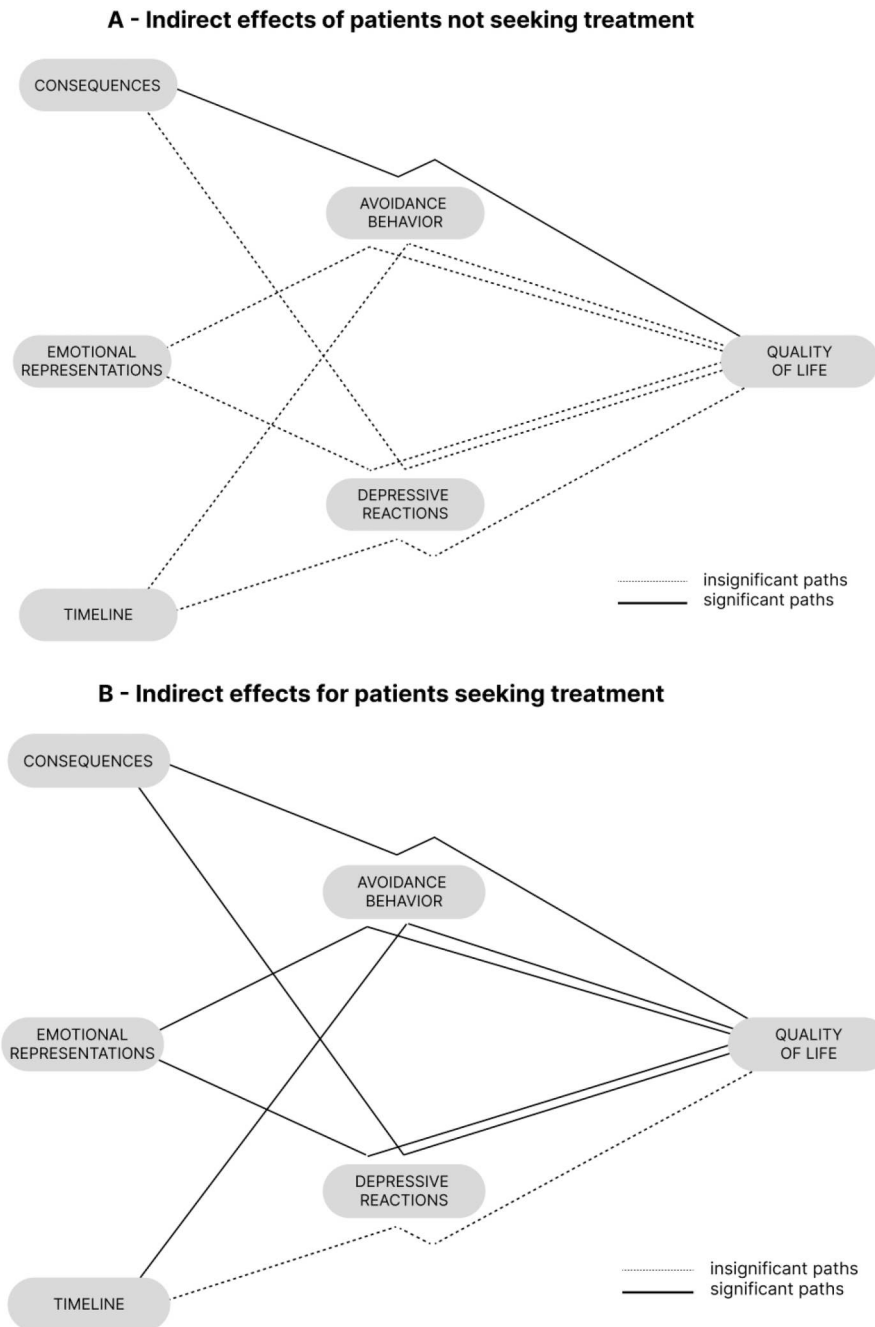 A - Indirect effects of patients not seeking treatment
CONSEQUENCES
AVOIDANCE
BEHAVIOR
EMOTIONAL
REPRESENTATIONS
QUALITY
OF LIFE
DEPRESSIVE
REACTIONS
TIMELINE
insignificant paths
significant paths
B - Indirect effects for patients seeking treatment
CONSEQUENCES
AVOIDANCE
BEHAVIOR
EMOTIONAL
REPRESENTATIONS
QUALITY
OF LIFE
DEPRESSIVE
REACTIONS
TIMELINE
insignificant paths
significant paths